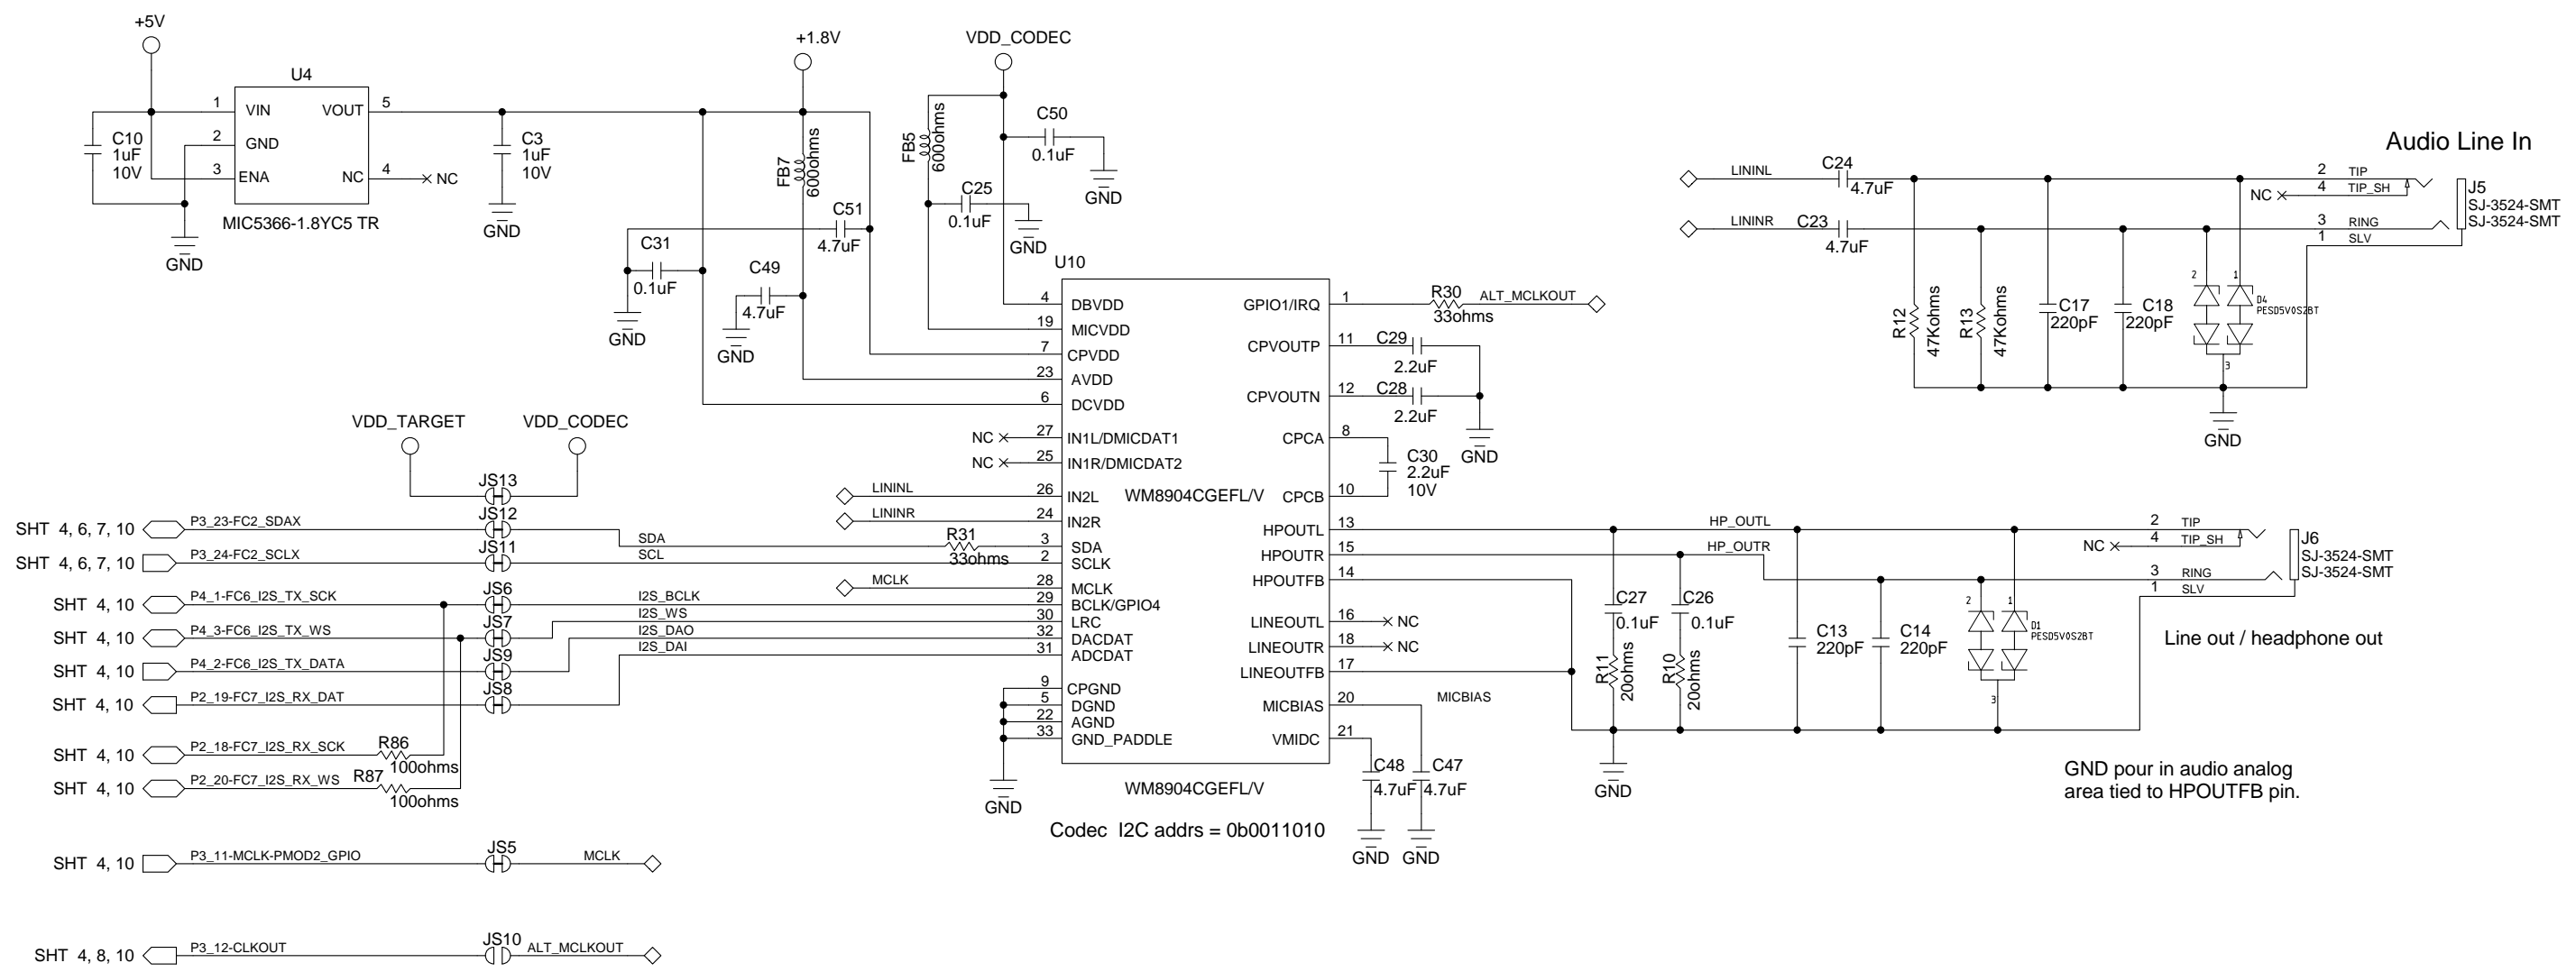 +5V
U4
1
VIN
VOUT
5
2
GND
3
ENA
NC
4
NC
MIC5366-1.8YC5 TR
C10
1uF
10V
GND
C3
1uF
10V
GND
+1.8V
FB7
600ohms
C51
4.7uF
C31
0.1uF
GND
C49
4.7uF
GND
VDD_CODEC
FB5
600ohms
C50
0.1uF
GND
C25
0.1uF
GND
U10
4
DBVDD
19
MICVDD
7
CPVDD
23
AVDD
6
DCVDD
NC
27
IN1L/DMICDAT1
NC
25
IN1R/DMICDAT2
LININL
26
IN2L
LININR
24
IN2R
3
SDA
2
SCLK
MCLK
28
MCLK
29
BCLK/GPIO4
30
LRC
32
DACDAT
31
ADCDAT
9
CPGND
5
DGND
22
AGND
33
GND_PADDLE
GND
WM8904CGEFL/V
WM8904CGEFL/V
Codec I2C addrs = 0b0011010
GPIO1/IRQ
1
R30
33ohms
ALT_MCLKOUT
CPVOUTP
11
C29
2.2uF
CPVOUTN
12
C28
2.2uF
GND
CPCA
8
C30
2.2uF
10V
CPCB
10
HPOUTL
13
HP_OUTL
HPOUTR
15
HP_OUTR
HPOUTFB
14
LINEOUTL
16
NC
LINEOUTR
18
NC
LINEOUTFB
17
MICBIAS
20
MICBIAS
VMIDC
21
C48
4.7uF
GND
C47
4.7uF
GND
VDD_TARGET
VDD_CODEC
JS13
SHT 4, 6, 7, 10
P3_23-FC2_SDAX
JS12
SDA
R31
33ohms
SHT 4, 6, 7, 10
P3_24-FC2_SCLX
JS11
SCL
SHT 4, 10
P4_1-FC6_I2S_TX_SCK
JS6
I2S_BCLK
SHT 4, 10
P4_3-FC6_I2S_TX_WS
JS7
I2S_WS
SHT 4, 10
P4_2-FC6_I2S_TX_DATA
JS9
I2S_DAO
SHT 4, 10
P2_19-FC7_I2S_RX_DAT
JS8
I2S_DAI
SHT 4, 10
P2_18-FC7_I2S_RX_SCK
R86
100ohms
SHT 4, 10
P2_20-FC7_I2S_RX_WS
R87
100ohms
SHT 4, 10
P3_11-MCLK-PMOD2_GPIO
JS5
MCLK
SHT 4, 8, 10
P3_12-CLKOUT
JS10
ALT_MCLKOUT
Audio Line In
LININL
C24
4.7uF
LININR
C23
4.7uF
2
TIP
NC
4
TIP_SH
3
RING
1
SLV
J5
SJ-3524-SMT
SJ-3524-SMT
R12
47Kohms
R13
47Kohms
C17
220pF
C18
220pF
2
1
D4
PESD5V0S2BT
3
GND
2
TIP
NC
4
TIP_SH
3
RING
1
SLV
J6
SJ-3524-SMT
SJ-3524-SMT
C27
0.1uF
C26
0.1uF
R11
20ohms
R10
20ohms
C13
220pF
C14
220pF
2
1
D1
PESD5V0S2BT
3
GND
Line out / headphone out
GND pour in audio analog
area tied to HPOUTFB pin.